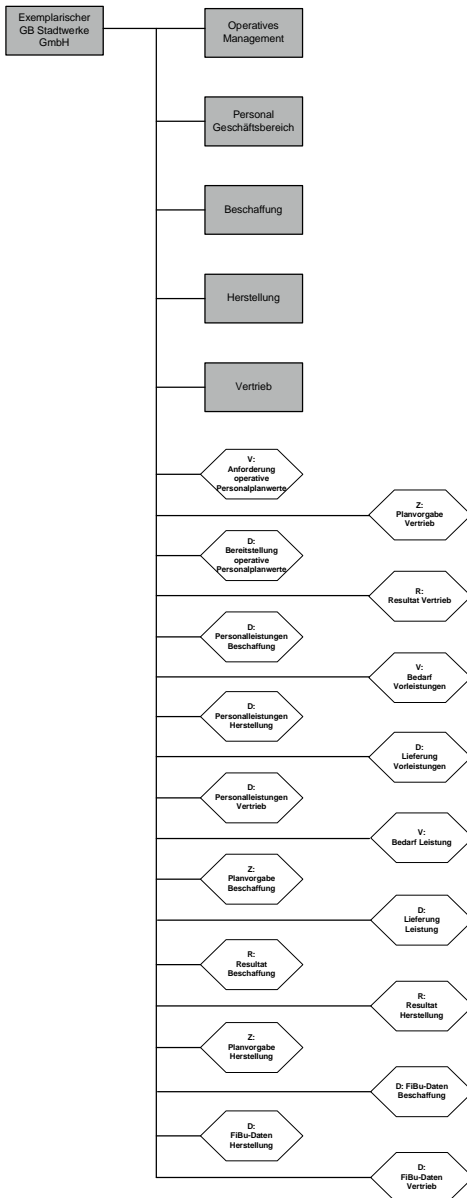 Exemplarischer
GB Stadtwerke
GmbH
Operatives
Management
Personal
Geschäftsbereich
Beschaffung
Herstellung
Vertrieb
V:
Anforderung
operative
Personalplanwerte
Z:
Planvorgabe
Vertrieb
D:
Bereitstellung
operative
Personalplanwerte
R:
Resultat Vertrieb
D:
Personalleistungen
Beschaffung
V:
Bedarf
Vorleistungen
D:
Personalleistungen
Herstellung
D:
Lieferung
Vorleistungen
D:
Personalleistungen
Vertrieb
V:
Bedarf Leistung
Z:
Planvorgabe
Beschaffung
D:
Lieferung
Leistung
R:
Resultat
Beschaffung
R:
Resultat
Herstellung
Z:
Planvorgabe
Herstellung
D: FiBu-Daten
Beschaffung
D:
FiBu-Daten
Herstellung
D:
FiBu-Daten
Vertrieb